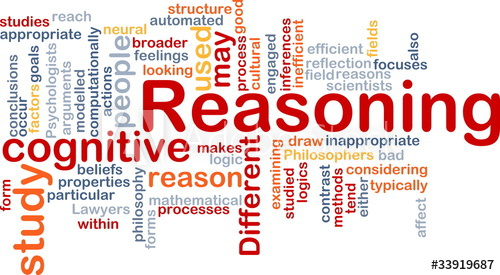 structure
studies reach
automated
appropriate
neural
broader
people
feelings
looking
used
may
process
good
cultural
engaged
inferences
inefficient
efficient
fields
reflection
focuses
also
field reasons
scientists
conclusions
occur
factors
goals
Psychologists
arguments
modelled
computationally
actions
Reasoning
cognitive
makes
logic
reason
Different
draw inappropriate
Philosophers bad
considering
typically
examining
studied
logics
contrast
methods
tend
either
affect
form
study
beliefs
properties
particular
Lawyers
within
philosophy
forms
mathematical
processes
#33919687